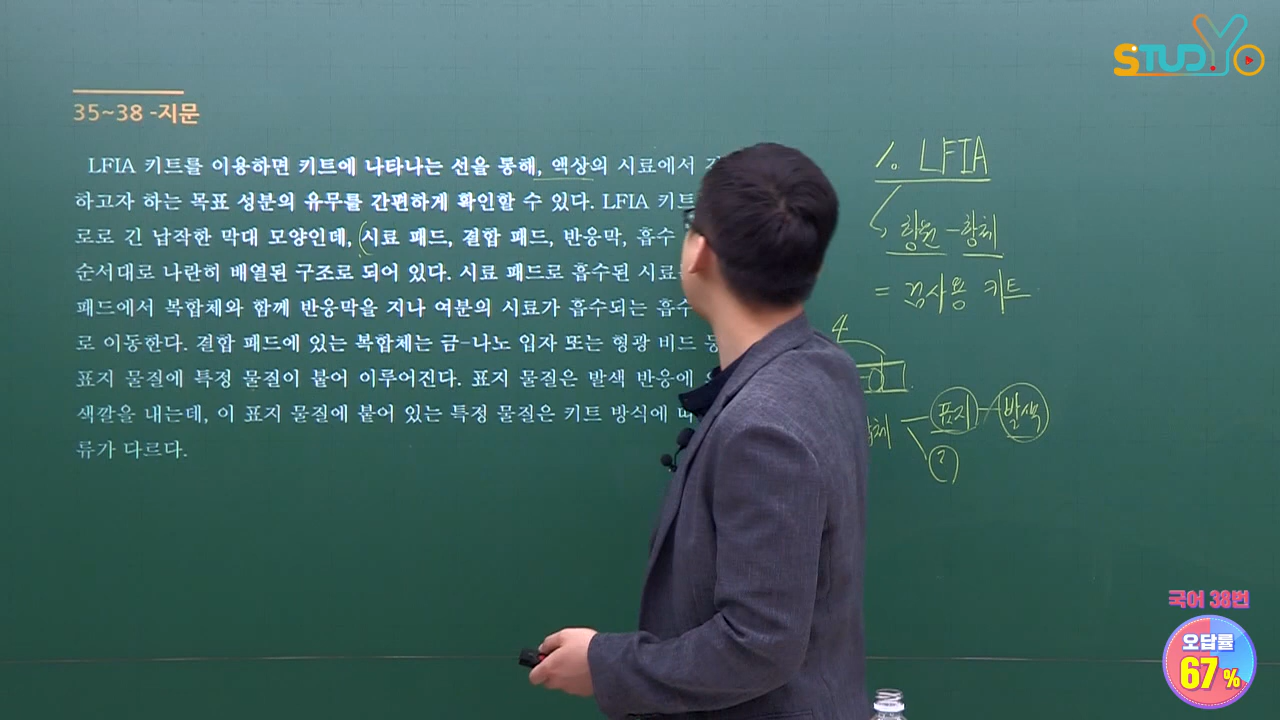 STUDYo
35~38 -지문
LFIA 키트를 이용하면 키트에 나타나는 선을 통해, 액상의 시료에서
하고자 하는 목표 성분의 유무를 간편하게 확인할 수 있다. LFIA 키트
로로 긴 납작한 막대 모양인데, 시료 패드, 결합 패드, 반응막, 흡수
순서대로 나란히 배열된 구조로 되어 있다. 시료 패드로 흡수된
패드에서 복합체와 함께 반응막을 지나 여분의 시료가 흡수되는 흡수
로 이동한다. 결합 패드에 있는 복합체는 금-나노 입자 또는 형광 비드
표지 물질에 특정 물질이 붙어 이루어진다. 표지 물질은 발색 반응에
색깔을 내는데, 이 표지 물질에 붙어 있는 특정 물질은 키트 방식에
류가 다르다.
1. LFIA
항원 - 항체
= 검사용 키트
4
표지 발색
?
국어 38번
오답률
67%